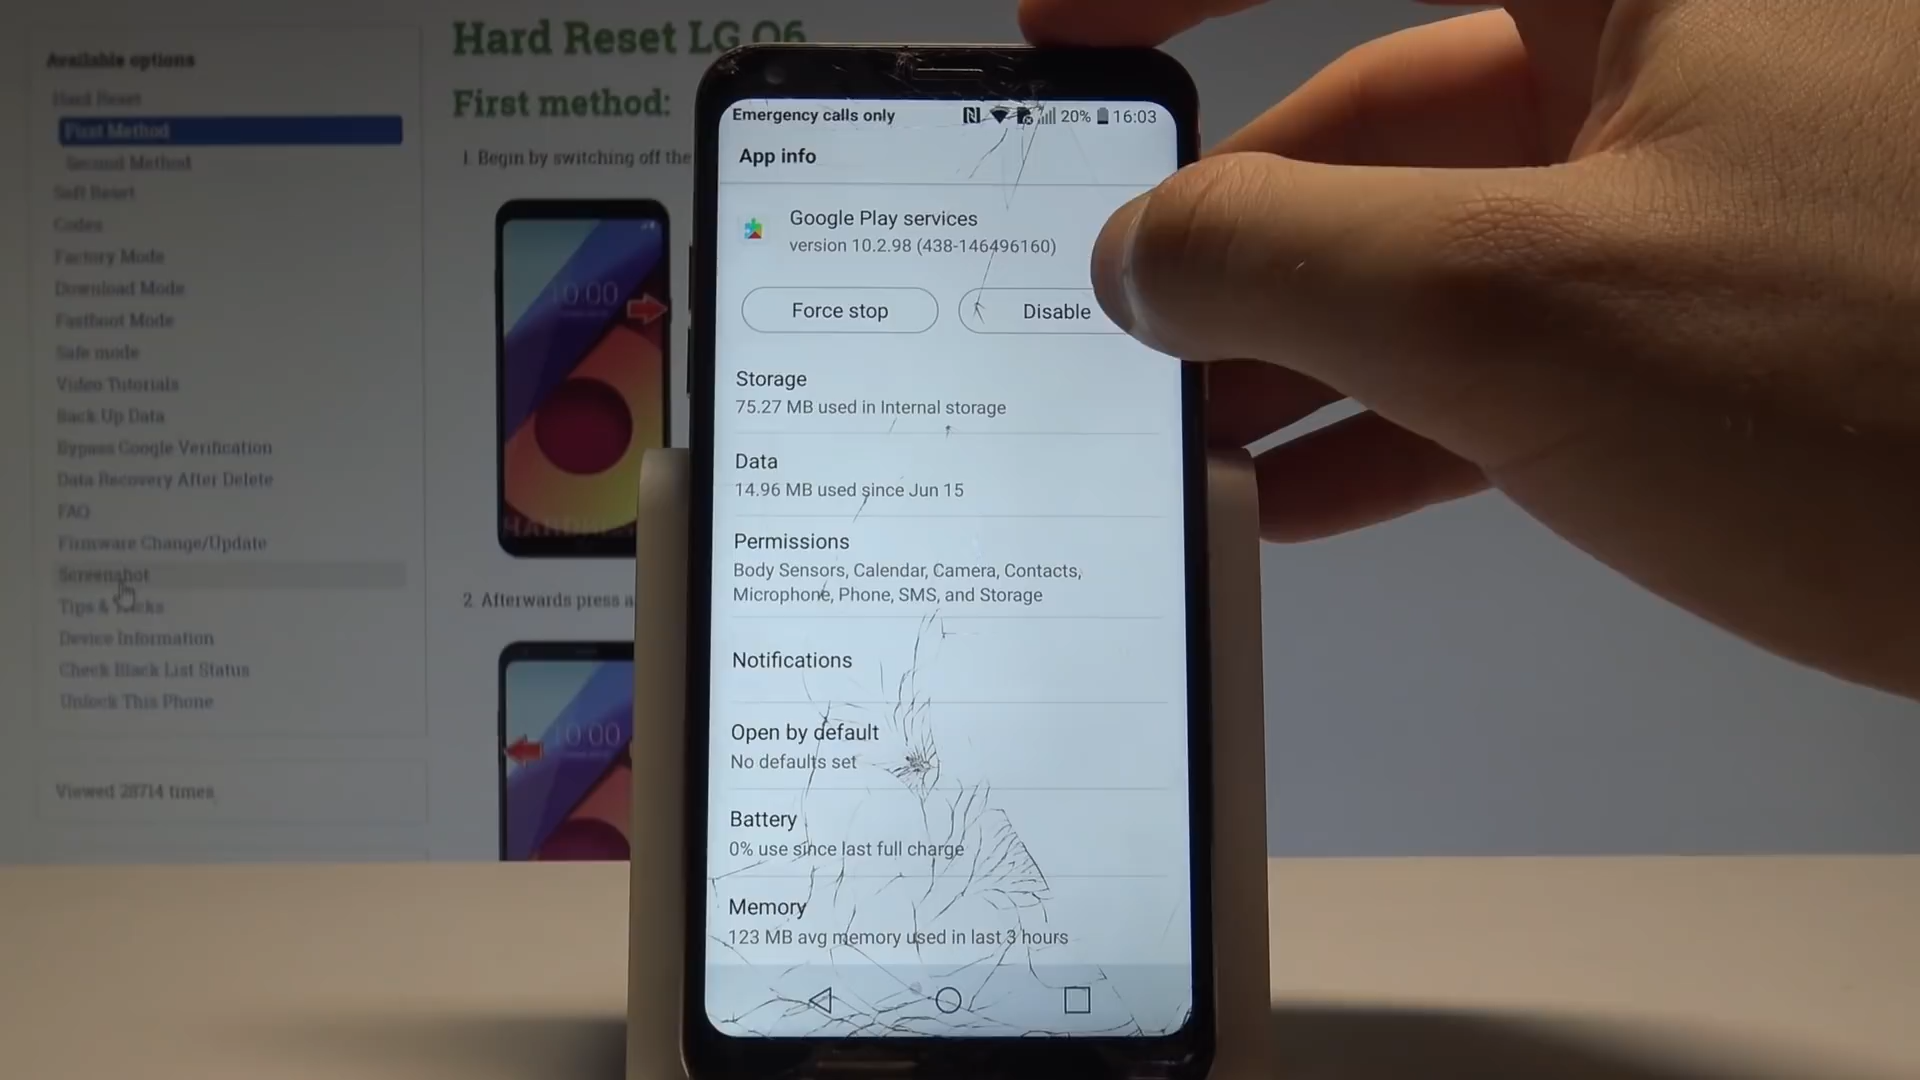 Available options
Hard Reset
First Method
Second Method
Soft Reset
Codes
Factory Mode
Download Mode
Fastboot Mode
Safe mode
Video Tutorials
Back Up Data
Bypass Google Verification
Data Recovery After Delete
FAQ
Firmware Change/Update
Screenshot
Tips &
Device Information
Check Black List Status
Unlock This Phone
Viewed 28714 times
Hard Reset LG Q6
First method:
1. Begin by switching off the
10:00
2. Afterwards press a
10:00
Emergency calls only 20% 16:03
App info
Google Play services
version 10.2.98 (438-146496160)
Force stop Disable
Storage
75.27 MB used in Internal storage
Data
14.96 MB used since Jun 15
Permissions
Body Sensors, Calendar, Camera, Contacts,
Microphone, Phone, SMS, and Storage
Notifications
Open by default
No defaults set
Battery
0% use since last full charge
Memory
123 MB avg memory used in last 3 hours